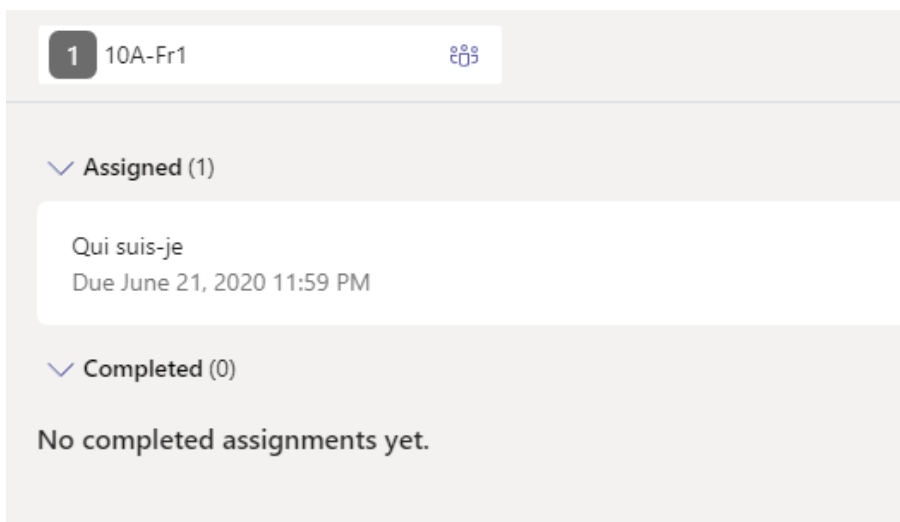 1 10A-Fr1
Assigned (1)
Qui suis-je
Due June 21, 2020 11:59 PM
Completed (0)
No completed assignments yet.